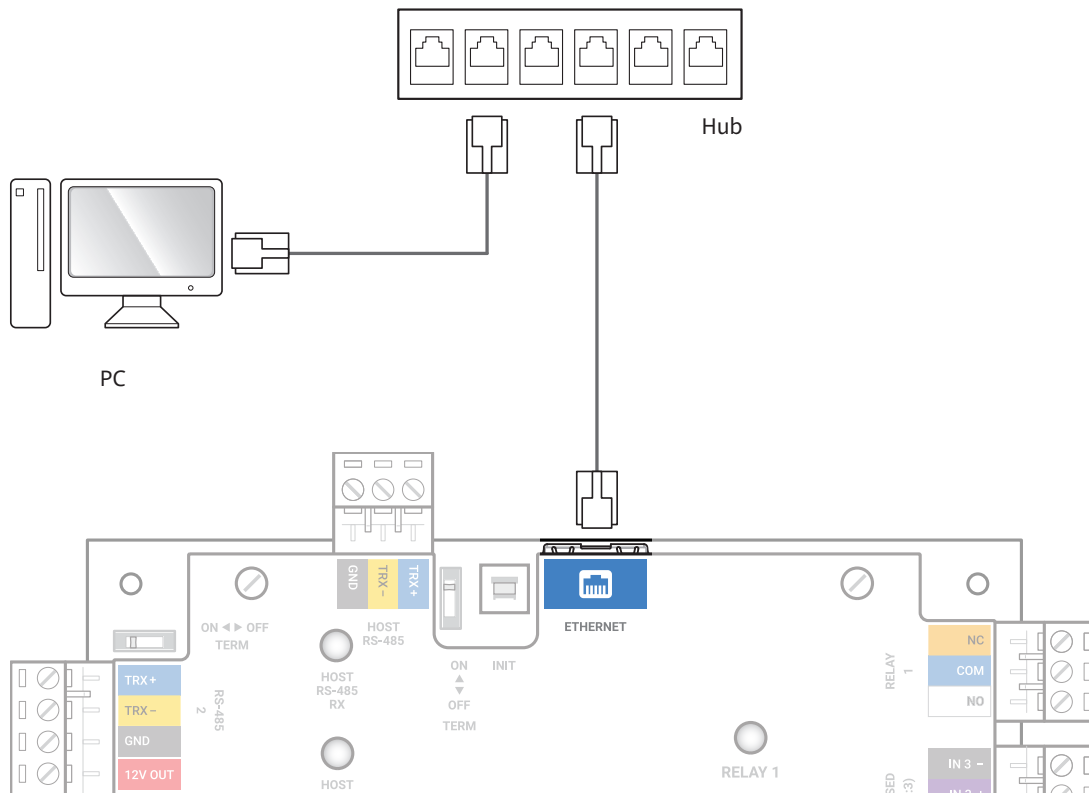 Hub
PC
GND
TRX –
TRX +
ETHERNET
ON ◀ ▶ OFF
TERM
HOST
RS-485
HOST
RS-485
RX
ON
▲
▼
OFF
TERM
INIT
TRX +
TRX –
GND
12V OUT
RS-485
2
HOST
RELAY
1
NC
COM
NO
RELAY 1
IN 3 –